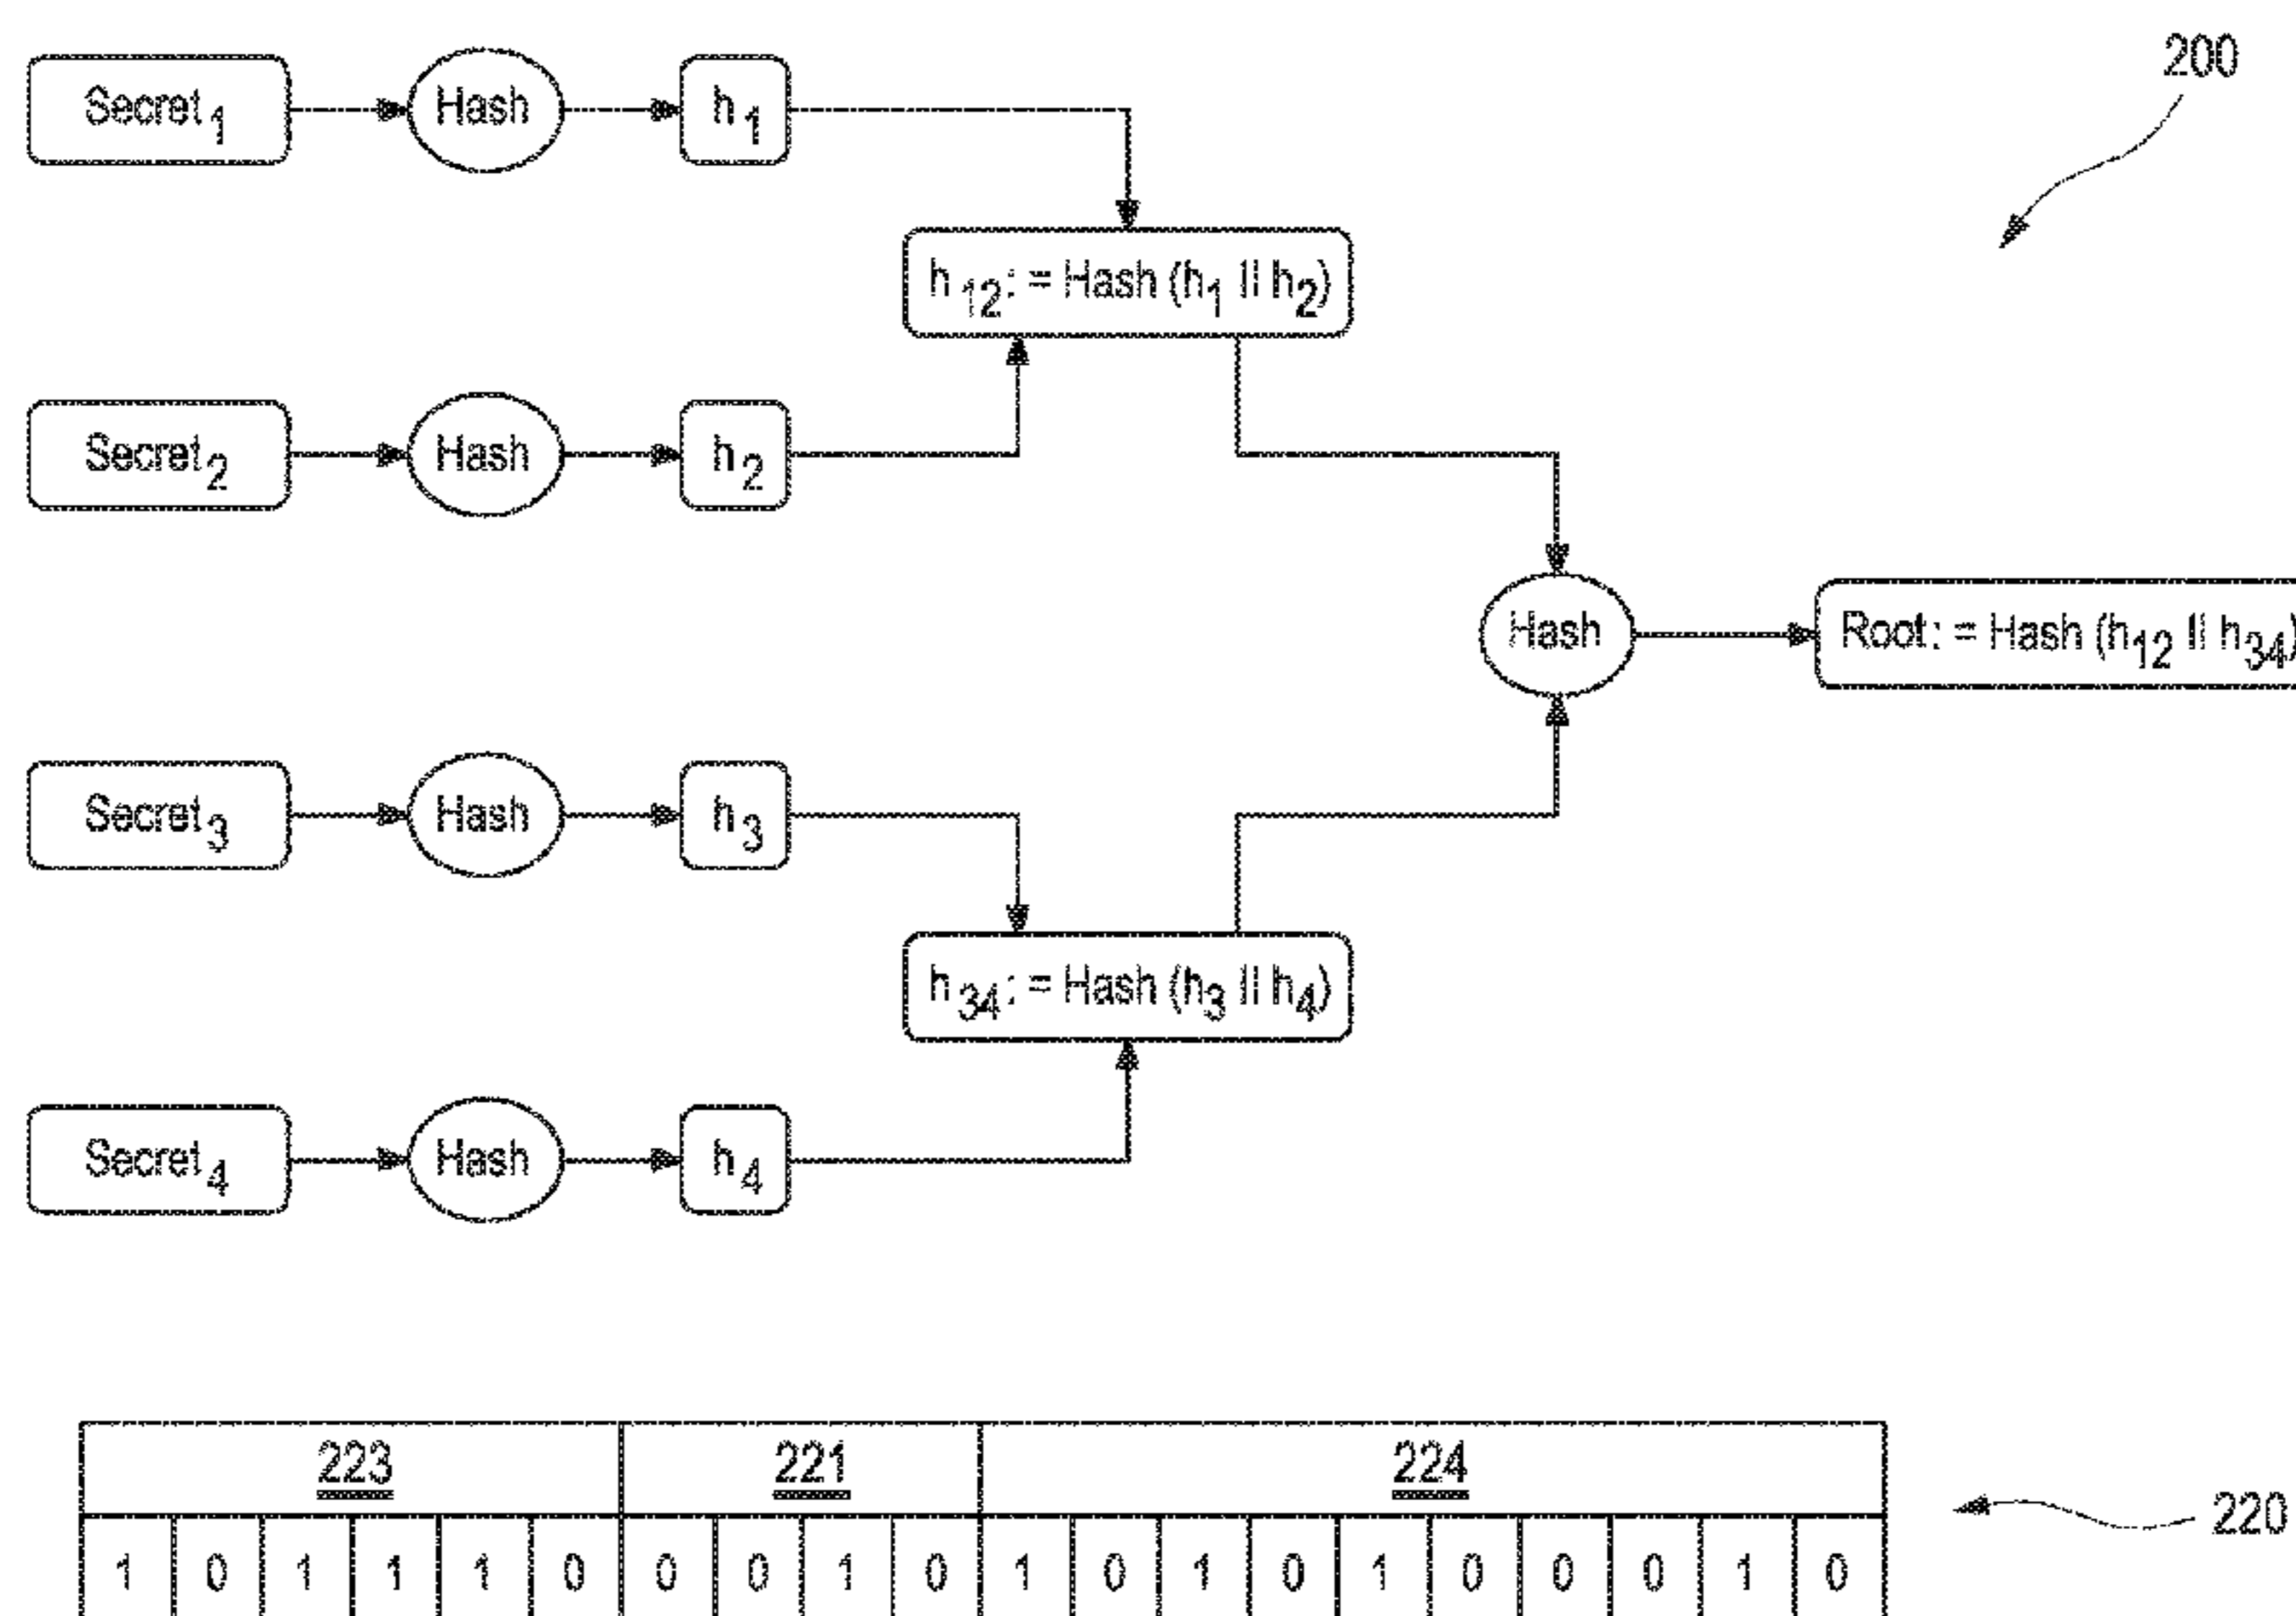 200
Secret₁ Hash h₁
h₁₂: = Hash (h₁ || h₂)
Secret₂ Hash h₂
Hash Root: = Hash (h₁₂ || h₃₄)
Secret₃ Hash h₃
h₃₄: = Hash (h₃ || h₄)
Secret₄ Hash h₄
223 221 224
220
1 0 1 1 1 0 0 0 1 0 1 0 1 0 1 0 0 0 1 0